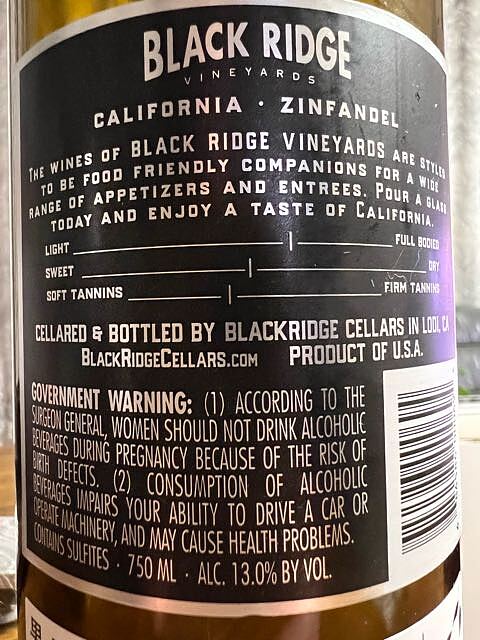 BLACK RIDGE
VINEYARDS
CALIFORNIA · ZINFANDEL
THE WINES OF BLACK RIDGE VINEYARDS ARE STYLED
TO BE FOOD FRIENDLY COMPANIONS FOR A WIDE
RANGE OF APPETIZERS AND ENTREES. POUR A GLASS
TODAY AND ENJOY A TASTE OF CALIFORNIA.
LIGHT FULL BODIED
SWEET DRY
SOFT TANNINS FIRM TANNINS
CELLARED & BOTTLED BY BLACKRIDGE CELLARS IN LODI, CA
BLACKRIDGECELLARS.COM PRODUCT OF U.S.A.
GOVERNMENT WARNING: (1) ACCORDING TO THE
SURGEON GENERAL, WOMEN SHOULD NOT DRINK ALCOHOLIC
BEVERAGES DURING PREGNANCY BECAUSE OF THE RISK OF
BIRTH DEFECTS. (2) CONSUMPTION OF ALCOHOLIC
BEVERAGES IMPAIRS YOUR ABILITY TO DRIVE A CAR OR
OPERATE MACHINERY, AND MAY CAUSE HEALTH PROBLEMS.
CONTAINS SULFITES · 750 ML · ALC. 13.0% BY VOL.